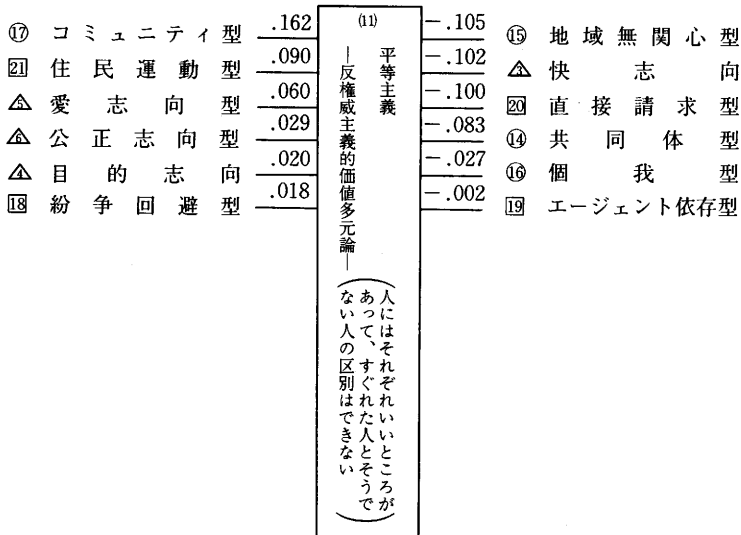 ⑰ コミュニティ型 .162
21 住民運動型 .090
5 愛志向型 .060
6 公正志向型 .029
4 目的志向 .020
18 紛争回避型 .018
(11)
平等主義
―反権威主義的価値多元論―
(人にはそれぞれいいところが
あって、すぐれた人とそうで
ない人の区別はできない)
-.105 ⑮ 地域無関心型
-.102 3 快志向
-.100 20 直接請求型
-.083 ⑭ 共同体型
-.027 ⑯ 個我型
-.002 19 エージェント依存型